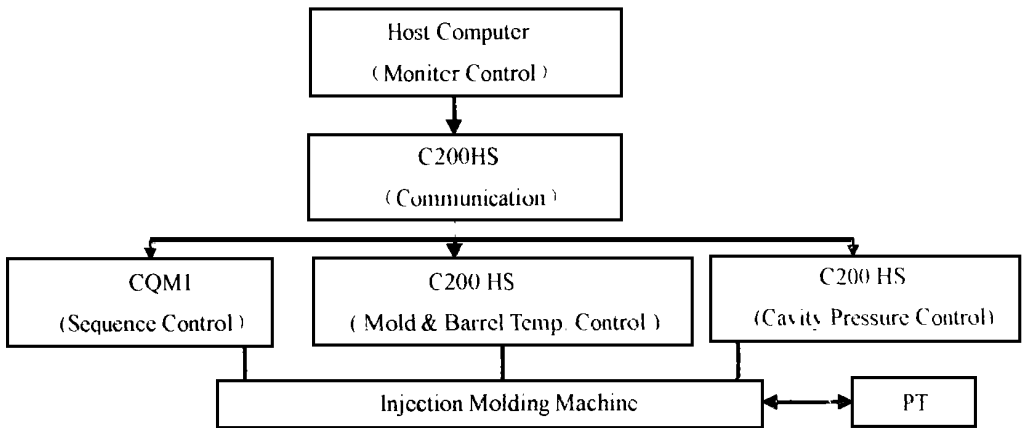 Host Computer
(Moniter Control)
C200HS
(Communication)
CQM1
(Sequence Control)
C200 HS
(Mold & Barrel Temp. Control)
C200 HS
(Cavity Pressure Control)
Injection Molding Machine
PT